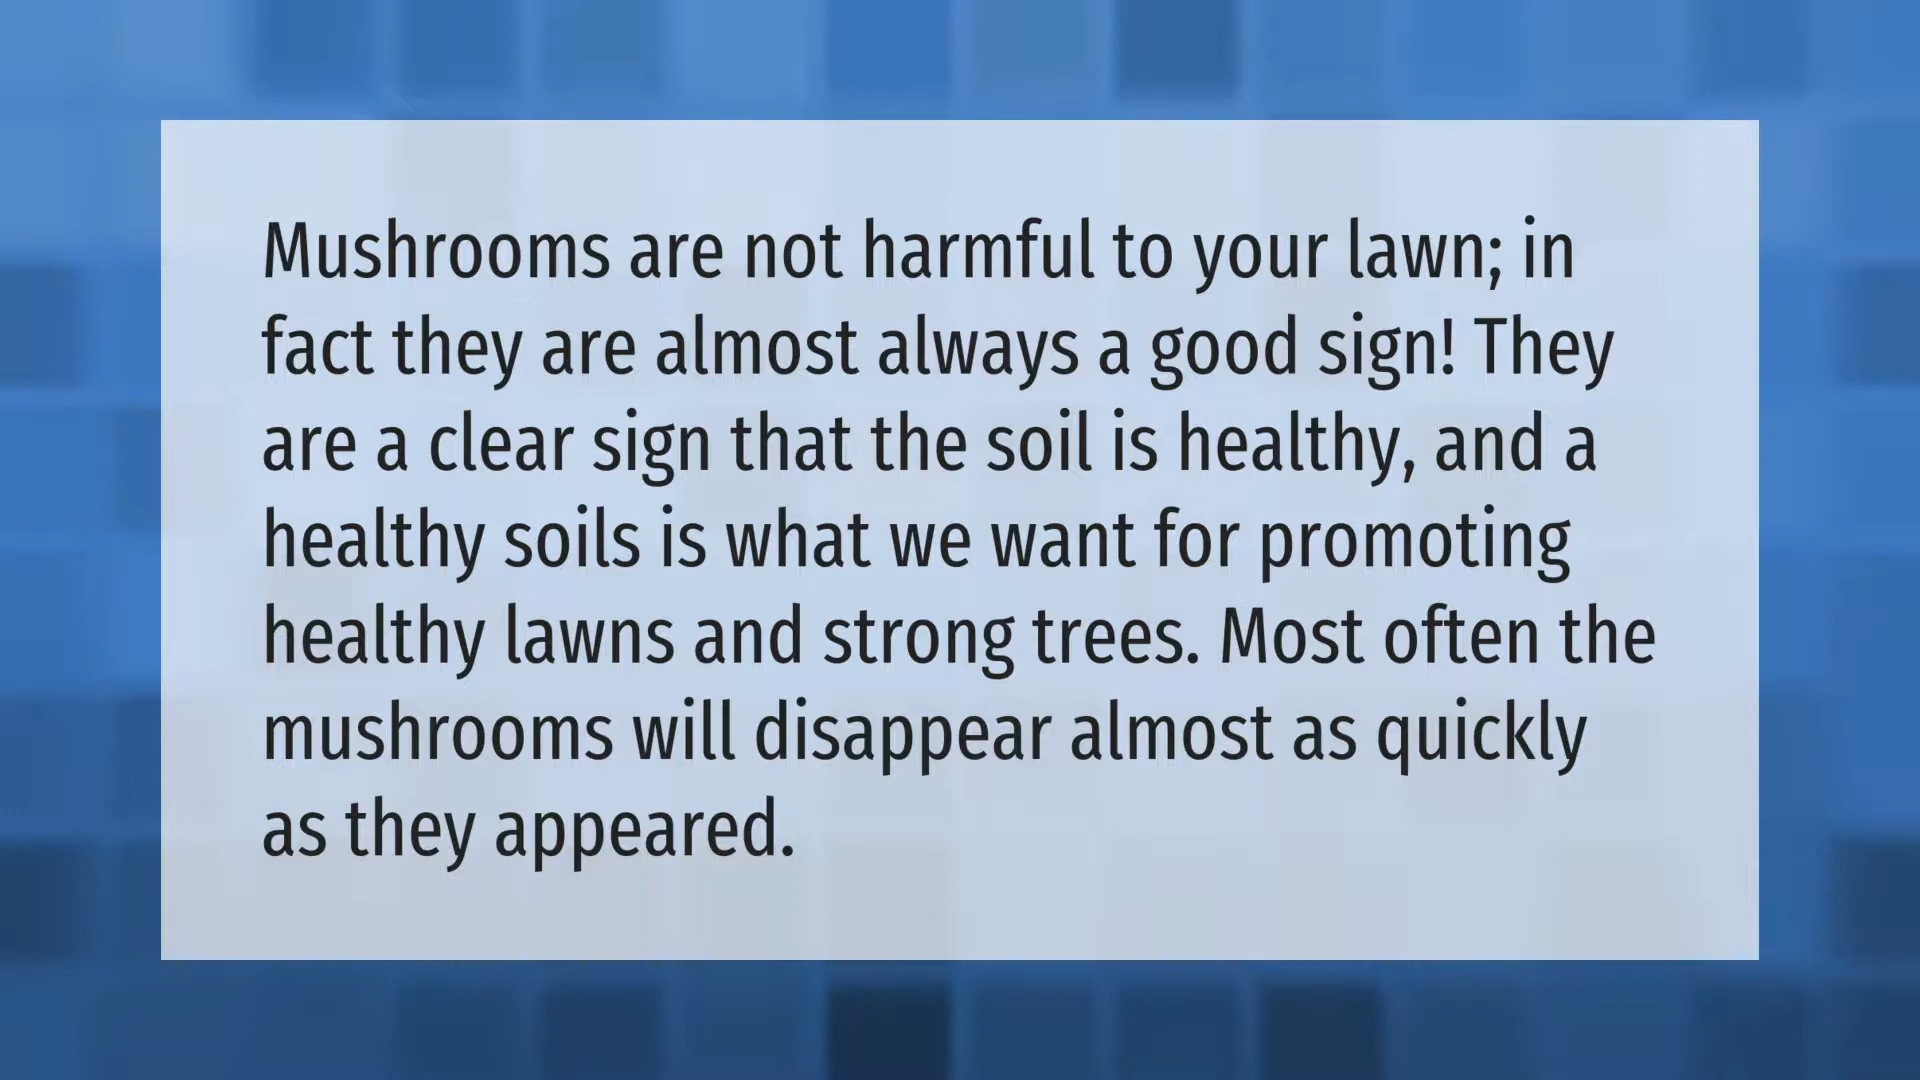 Mushrooms are not harmful to your lawn; in
fact they are almost always a good sign! They
are a clear sign that the soil is healthy, and a
healthy soils is what we want for promoting
healthy lawns and strong trees. Most often the
mushrooms will disappear almost as quickly
as they appeared.